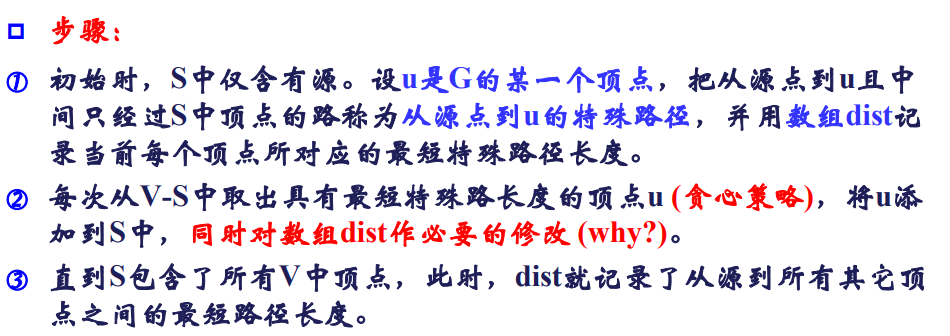 步骤：
① 初始时，S中仅含有源。设u是G的某一个顶点，把从源点到u且中
间只经过S中顶点的路称为从源点到u的特殊路径，并用数组dist记
录当前每个顶点所对应的最短特殊路径长度。
② 每次从V-S中取出具有最短特殊路长度的顶点u (贪心策略)，将u添
加到S中，同时对数组dist作必要的修改 (why?)。
③ 直到S包含了所有V中顶点，此时，dist就记录了从源到所有其它顶
点之间的最短路径长度。